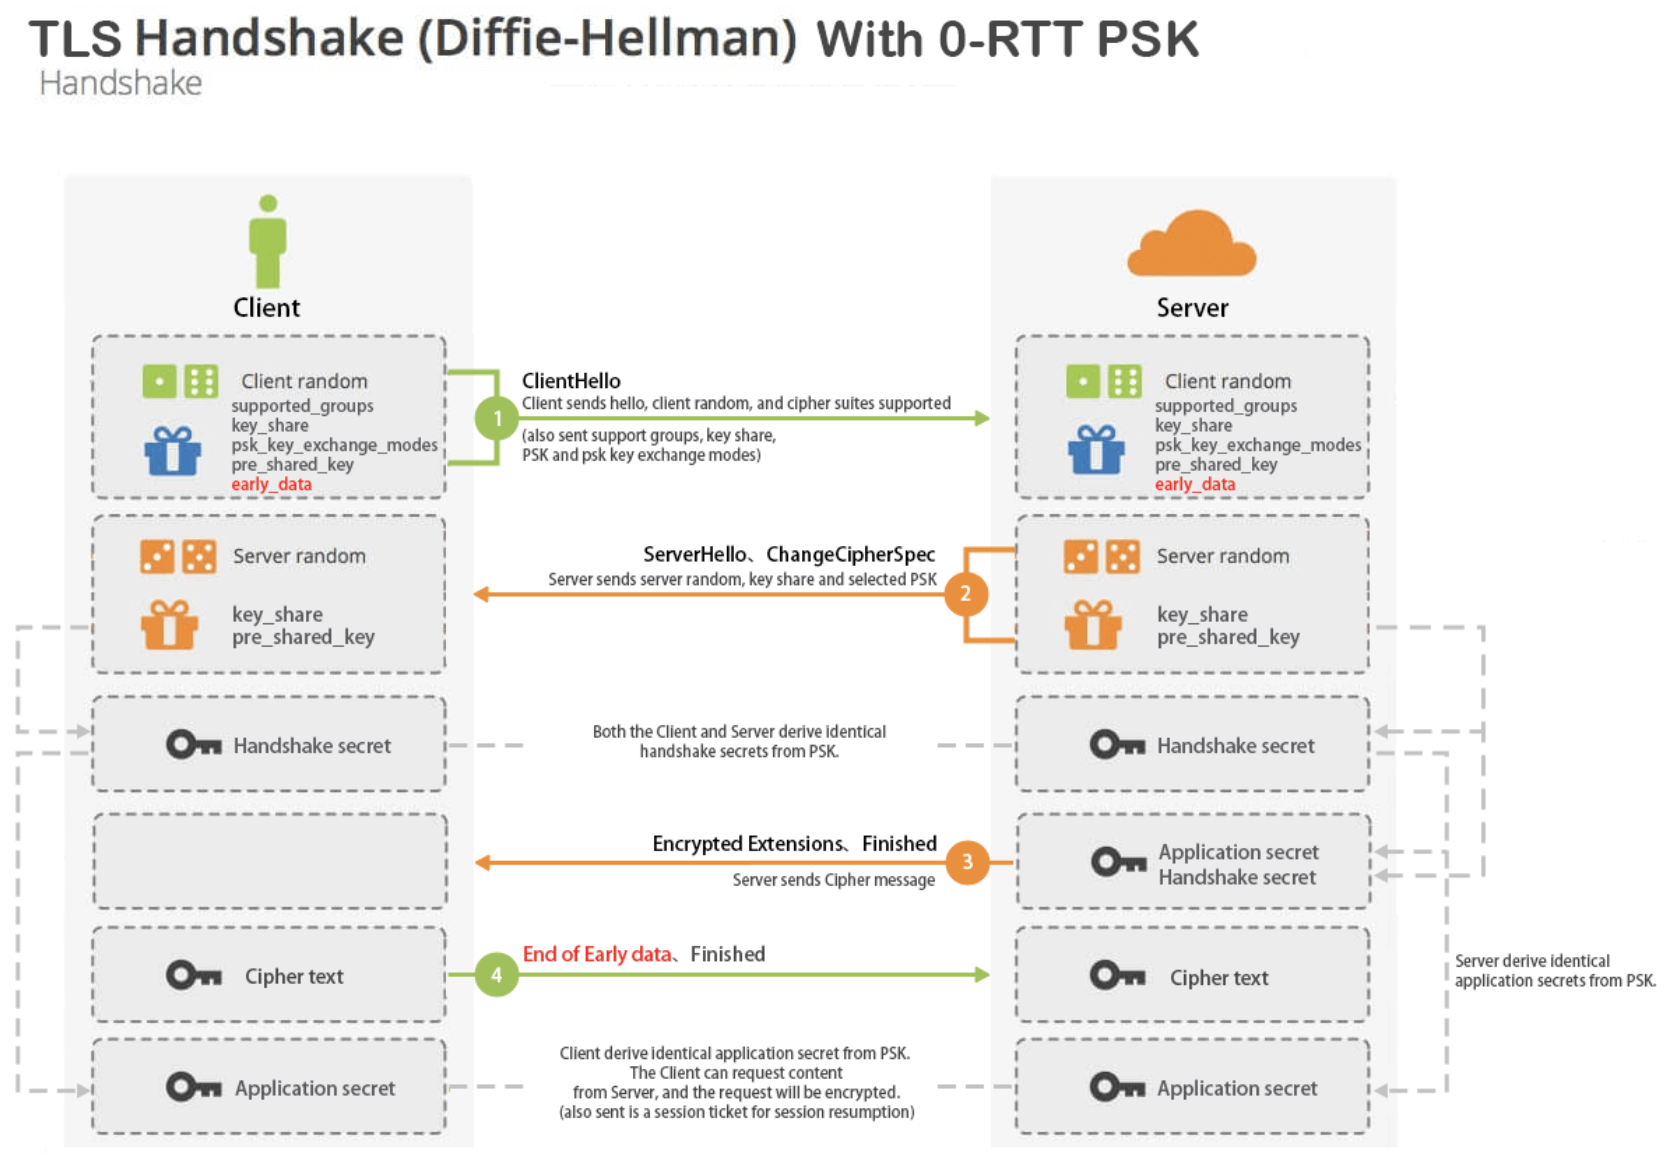 TLS Handshake (Diffie-Hellman) With 0-RTT PSK
Handshake
Client
Server
Client random
supported_groups
key_share
psk_key_exchange_modes
pre_shared_key
early_data
1
ClientHello
Client sends hello, client random, and cipher suites supported
(also sent support groups, key share,
PSK and psk key exchange modes)
Client random
supported_groups
key_share
psk_key_exchange_modes
pre_shared_key
early_data
Server random
key_share
pre_shared_key
ServerHello、ChangeCipherSpec
Server sends server random, key share and selected PSK
2
Server random
key_share
pre_shared_key
Handshake secret
Both the Client and Server derive identical
handshake secrets from PSK.
Handshake secret
Encrypted Extensions、Finished
Server sends Cipher message
3
Application secret
Handshake secret
Cipher text
4
End of Early data、Finished
Cipher text
Server derive identical
application secrets from PSK.
Application secret
Client derive identical application secret from PSK.
The Client can request content
from Server, and the request will be encrypted.
(also sent is a session ticket for session resumption)
Application secret